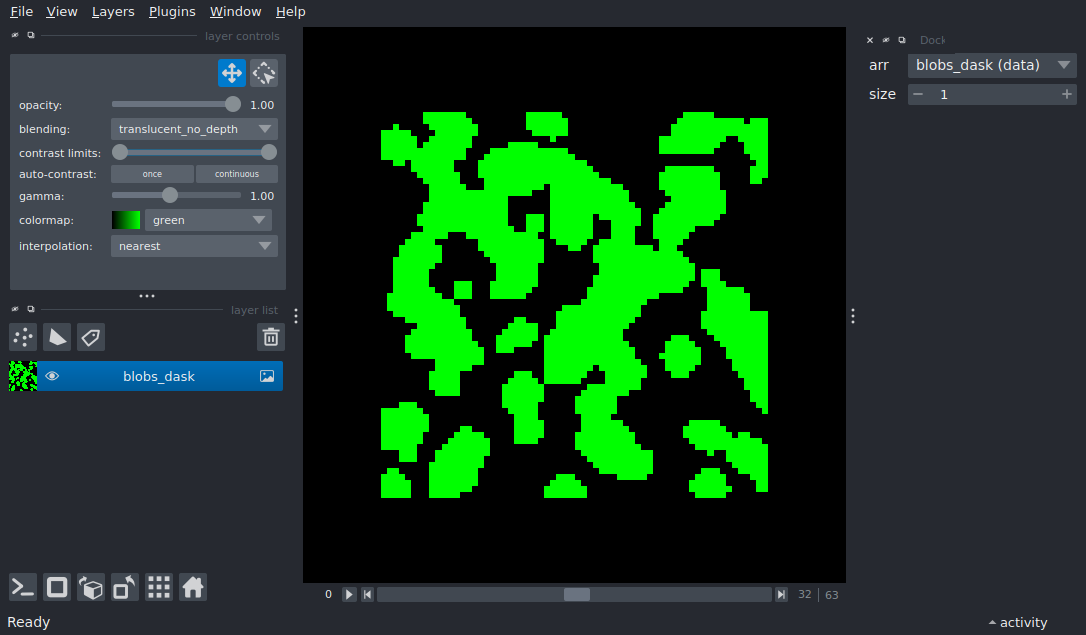 File View Layers Plugins Window Help
layer controls
opacity: 1.00
blending: translucent_no_depth
contrast limits:
auto-contrast: once continuous
gamma: 1.00
colormap: green
interpolation: nearest
layer list
blobs_dask
Dock
arr blobs_dask (data)
size 1
0 32 63
Ready
activity